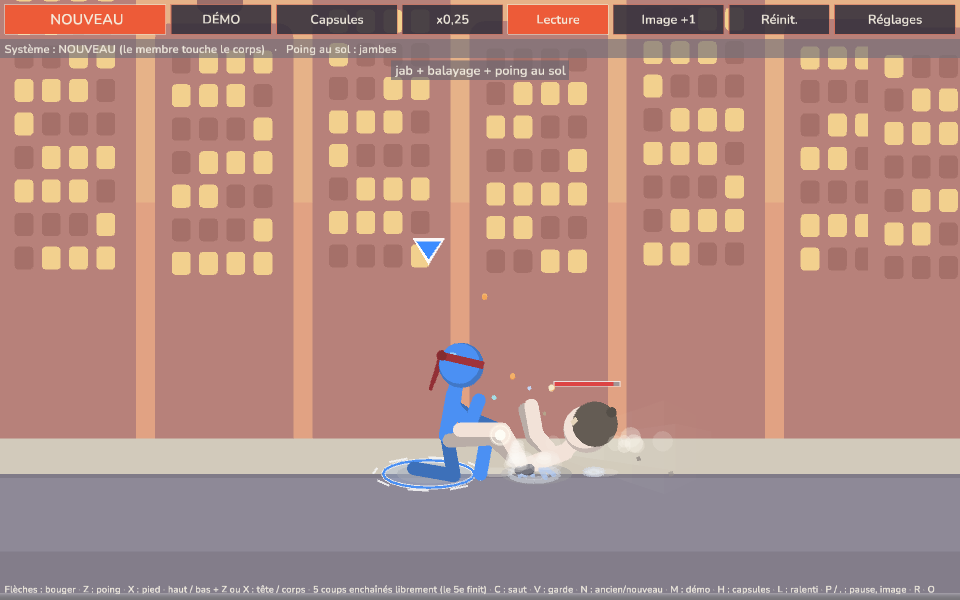 NOUVEAU DÉMO Capsules x0,25 Lecture Image +1 Réinit. Réglages
Système : NOUVEAU (le membre touche le corps) · Poing au sol : jambes
jab + balayage + poing au sol
Flèches : bouger · Z : poing · X : pied · haut / bas + Z ou X : tête / corps · 5 coups enchaînés librement (le 5e finit) · C : saut · V : garde · N : ancien/nouveau · M : démo · H : capsules · L : ralenti · P / , . : pause, image · R · O